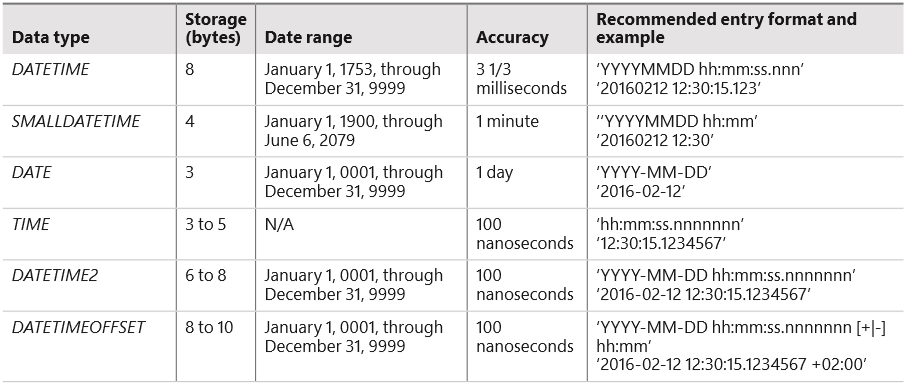 Data type Storage (bytes) Date range Accuracy Recommended entry format and example
DATETIME 8 January 1, 1753, through December 31, 9999 3 1/3 milliseconds ‘YYYYMMDD hh:mm:ss.nnn’ ‘20160212 12:30:15.123’
SMALLDATETIME 4 January 1, 1900, through June 6, 2079 1 minute ‘’YYYYMMDD hh:mm’ ‘20160212 12:30’
DATE 3 January 1, 0001, through December 31, 9999 1 day ‘YYYY-MM-DD’ ‘2016-02-12’
TIME 3 to 5 N/A 100 nanoseconds ‘hh:mm:ss.nnnnnnn’ ‘12:30:15.1234567’
DATETIME2 6 to 8 January 1, 0001, through December 31, 9999 100 nanoseconds ‘YYYY-MM-DD hh:mm:ss.nnnnnnn’ ‘2016-02-12 12:30:15.1234567’
DATETIMEOFFSET 8 to 10 January 1, 0001, through December 31, 9999 100 nanoseconds ‘YYYY-MM-DD hh:mm:ss.nnnnnnn [+|-] hh:mm‘ ‘2016-02-12 12:30:15.1234567 +02:00’